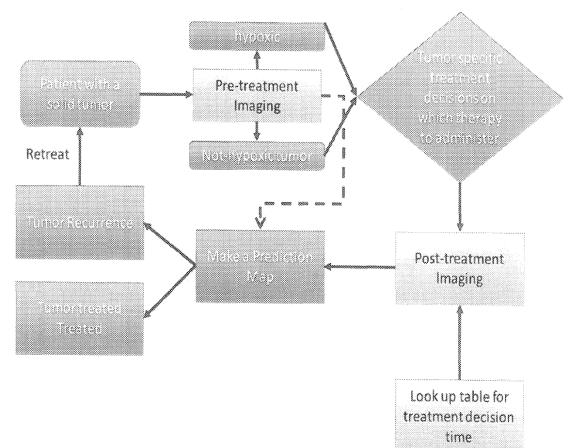 hypoxic
Patient with a
solid tumor
Pre-treatment
Imaging
Not-hypoxic tumor
Tumor specific
treatment
decisions on
which therapy
to administer
Retreat
Tumor Recurrence
Make a Prediction
Map
Post-treatment
Imaging
Tumor treated
Treated
Look up table for
treatment decision
time